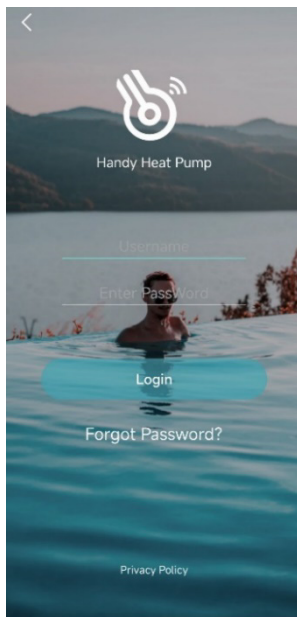 Handy Heat Pump
Username
Enter PassWord
Login
Forgot Password?
Privacy Policy